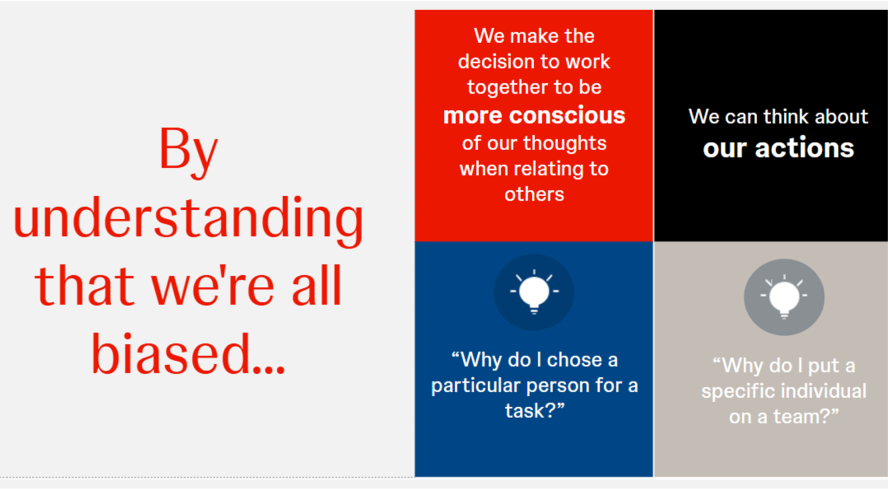 By
understanding
that we're all
biased...
We make the
decision to work
together to be
more conscious
of our thoughts
when relating to
others
We can think about
our actions
“Why do I chose a
particular person for a
task?”
“Why do I put a
specific individual
on a team?”